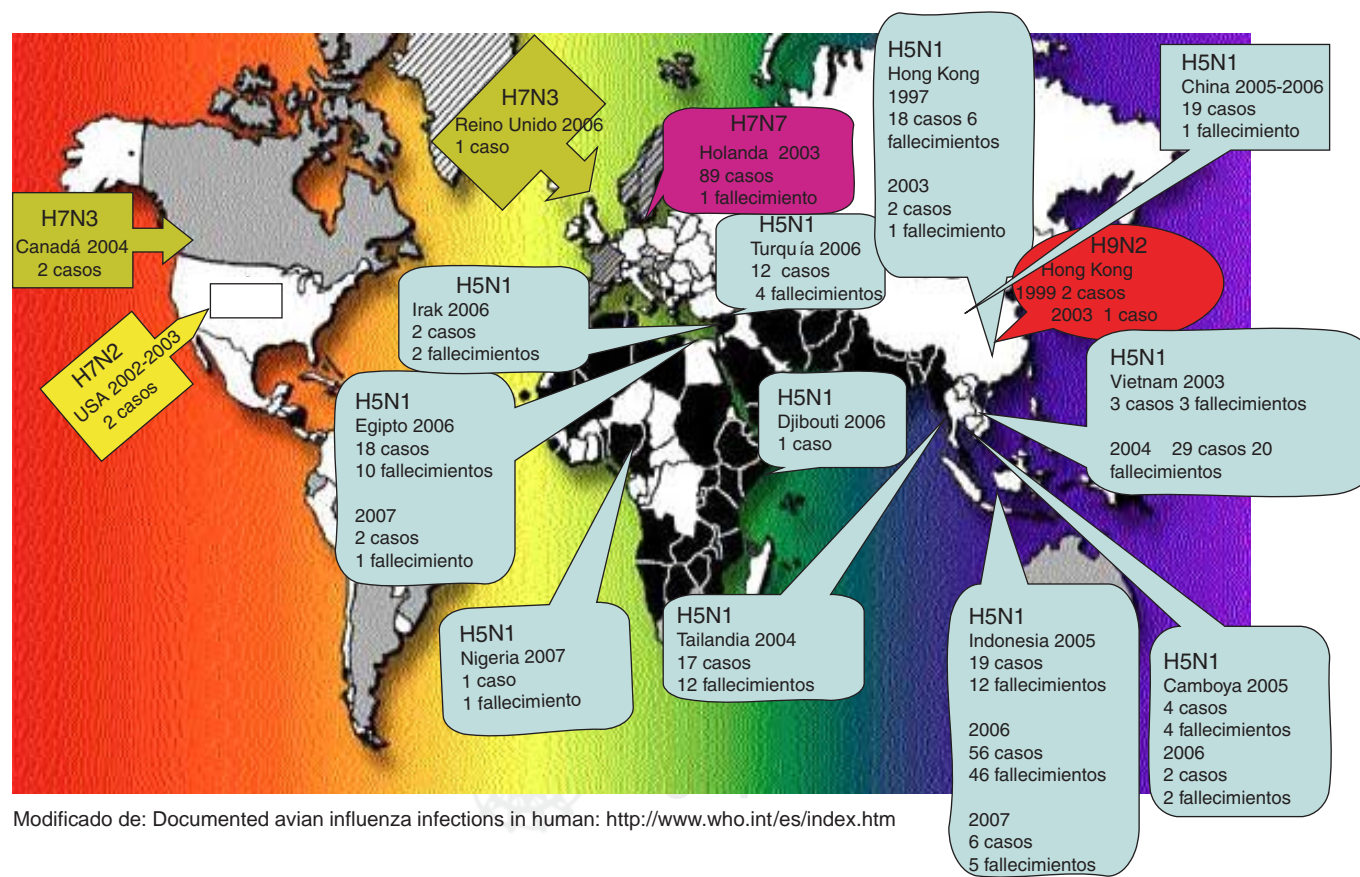 H7N3
Reino Unido 2006
1 caso
H7N7
Holanda 2003
89 casos
1 fallecimiento
H5N1
Hong Kong
1997
18 casos 6
fallecimientos
2003
2 casos
1 fallecimiento
H5N1
China 2005-2006
19 casos
1 fallecimiento
H7N3
Canadá 2004
2 casos
H7N2
USA 2002-2003
2 casos
H5N1
Irak 2006
2 casos
2 fallecimientos
H5N1
Turquía 2006
12 casos
4 fallecimientos
H9N2
Hong Kong
1999 2 casos
2003 1 caso
H5N1
Egipto 2006
18 casos
10 fallecimientos
2007
2 casos
1 fallecimiento
H5N1
Djibouti 2006
1 caso
H5N1
Vietnam 2003
3 casos 3 fallecimientos
2004 29 casos 20
fallecimientos
H5N1
Nigeria 2007
1 caso
1 fallecimiento
H5N1
Tailandia 2004
17 casos
12 fallecimientos
H5N1
Indonesia 2005
19 casos
12 fallecimientos
2006
56 casos
46 fallecimientos
2007
6 casos
5 fallecimientos
H5N1
Camboya 2005
4 casos
4 fallecimientos
2006
2 casos
2 fallecimientos
Modificado de: Documented avian influenza infections in human: http://www.who.int/es/index.htm